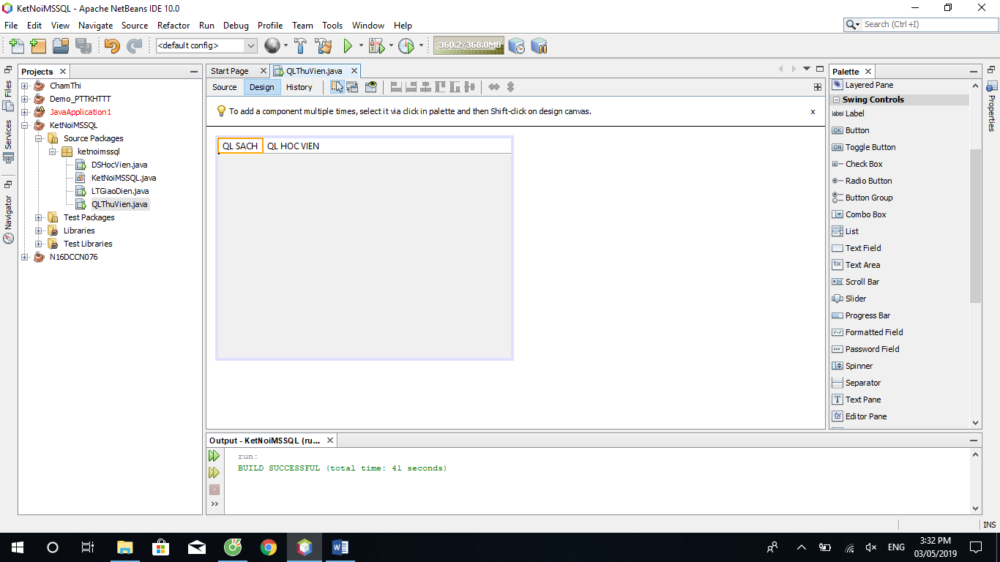 KetNoiMSSQL - Apache NetBeans IDE 10.0
File Edit View Navigate Source Refactor Run Debug Profile Team Tools Window Help
Search (Ctrl+I)
<default config>
360.2/368.0MB
Files
Services
Navigator
Projects
ChamThi
Demo_PTTKHTTT
JavaApplication1
KetNoiMSSQL
Source Packages
ketnoimssql
DSHocVien.java
KetNoiMSSQL.java
LTGiaoDien.java
QLThuVien.java
Test Packages
Libraries
Test Libraries
N16DCCN076
Start Page
QLThuVien.java
Source Design History
To add a component multiple times, select it via click in palette and then Shift-click on design canvas.
x
QL SACH QL HOC VIEN
Palette
Layered Pane
Swing Controls
label Label
OK Button
ON Toggle Button
Check Box
Radio Button
Button Group
Combo Box
List
Text Field
Text Area
Scroll Bar
Slider
Progress Bar
Formatted Field
Password Field
Spinner
Separator
T Text Pane
Editor Pane
Properties
Output - KetNoiMSSQL (ru...
run:
BUILD SUCCESSFUL (total time: 41 seconds)
INS
ENG
3:32 PM
03/05/2019